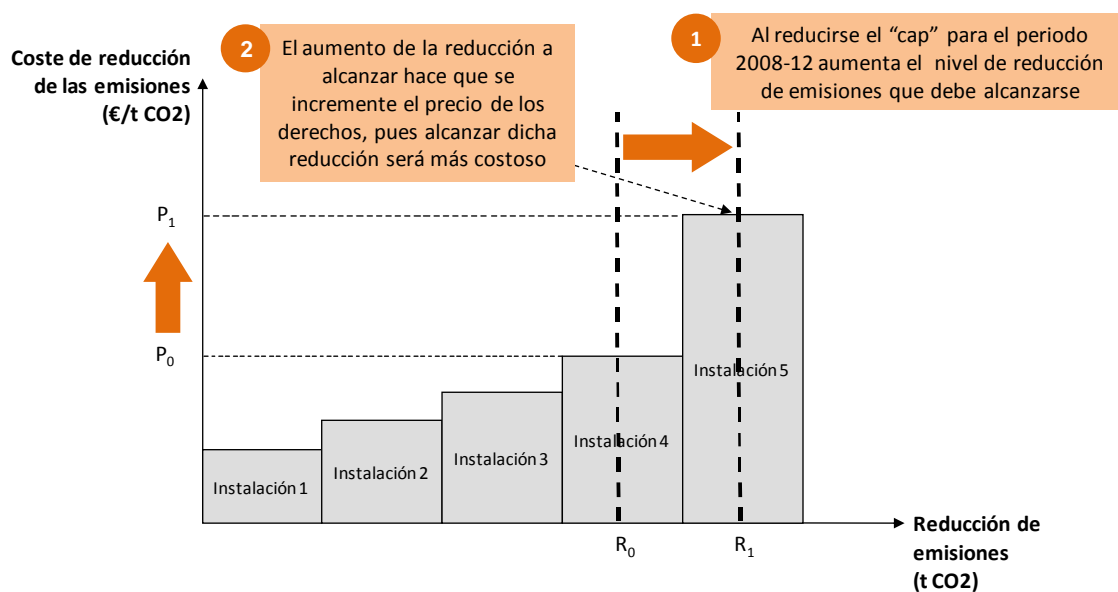 Coste de reducción
de las emisiones
(€/t CO2)
2
El aumento de la reducción a
alcanzar hace que se
incremente el precio de los
derechos, pues alcanzar dicha
reducción será más costoso
1
Al reducirse el “cap” para el periodo
2008-12 aumenta el nivel de reducción
de emisiones que debe alcanzarse
P1
P0
Instalación 1
Instalación 2
Instalación 3
Instalación 4
Instalación 5
R0
R1
Reducción de
emisiones
(t CO2)